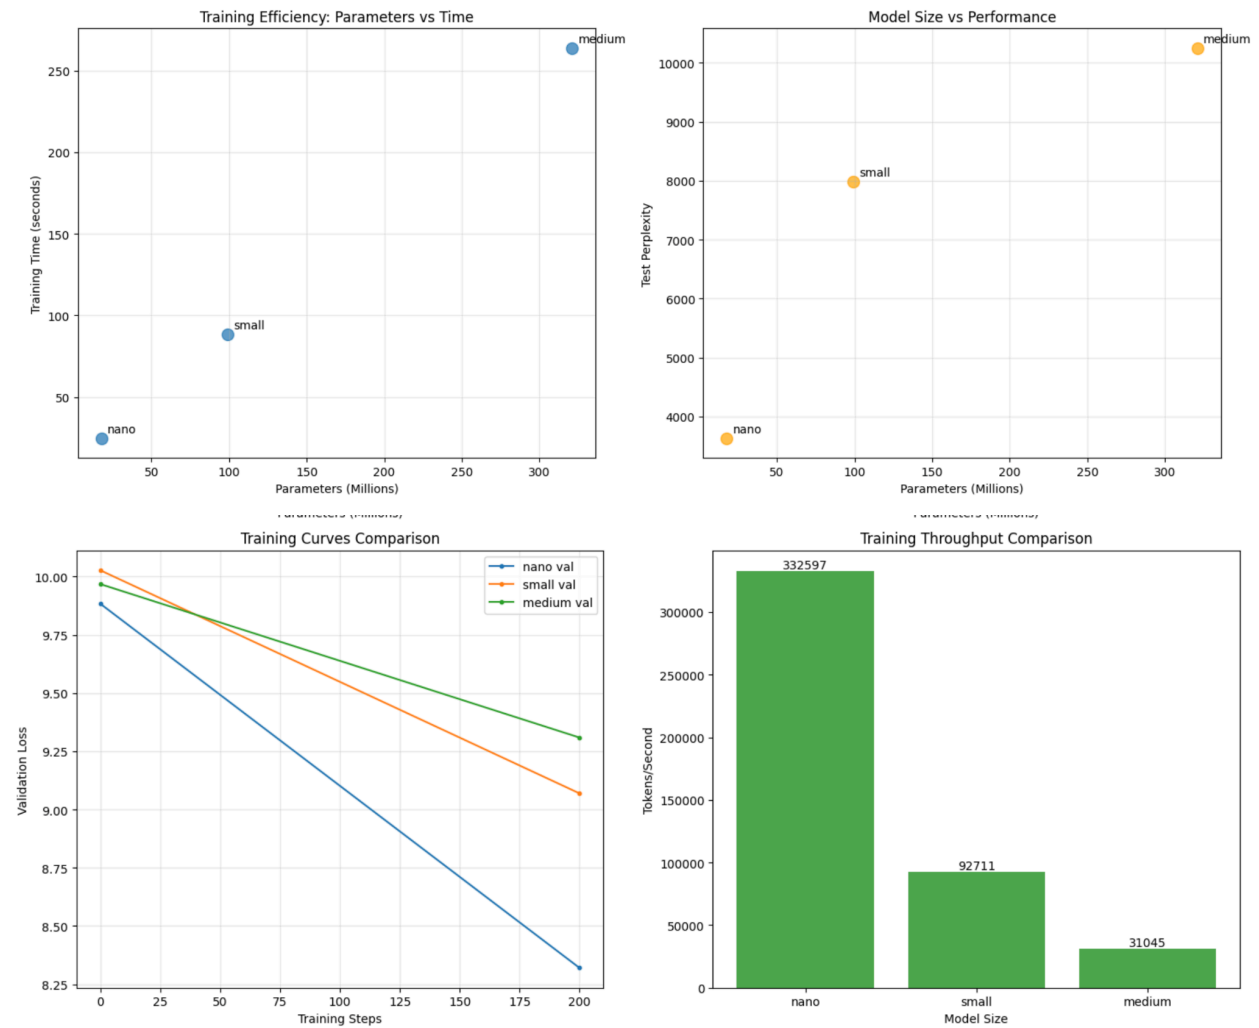 Training Efficiency: Parameters vs Time
Training Time (seconds)
250
200
150
100
50
medium
small
nano
50 100 150 200 250 300
Parameters (Millions)
Model Size vs Performance
Test Perplexity
10000
9000
8000
7000
6000
5000
4000
medium
small
nano
50 100 150 200 250 300
Parameters (Millions)
Parameters (Millions)
Parameters (Millions)
Training Curves Comparison
Validation Loss
10.00
9.75
9.50
9.25
9.00
8.75
8.50
8.25
nano val
small val
medium val
0 25 50 75 100 125 150 175 200
Training Steps
Training Throughput Comparison
Tokens/Second
300000
250000
200000
150000
100000
50000
0
332597
92711
31045
nano small medium
Model Size